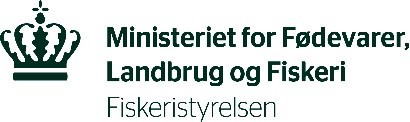 Ministeriet for Fødevarer,
Landbrug og Fiskeri
Fiskeristyrelsen